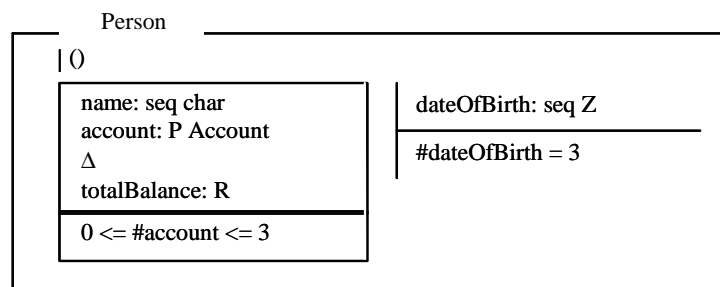 Person
| ()
name: seq char
account: P Account
Δ
totalBalance: R
0 <= #account <= 3
dateOfBirth: seq Z
#dateOfBirth = 3